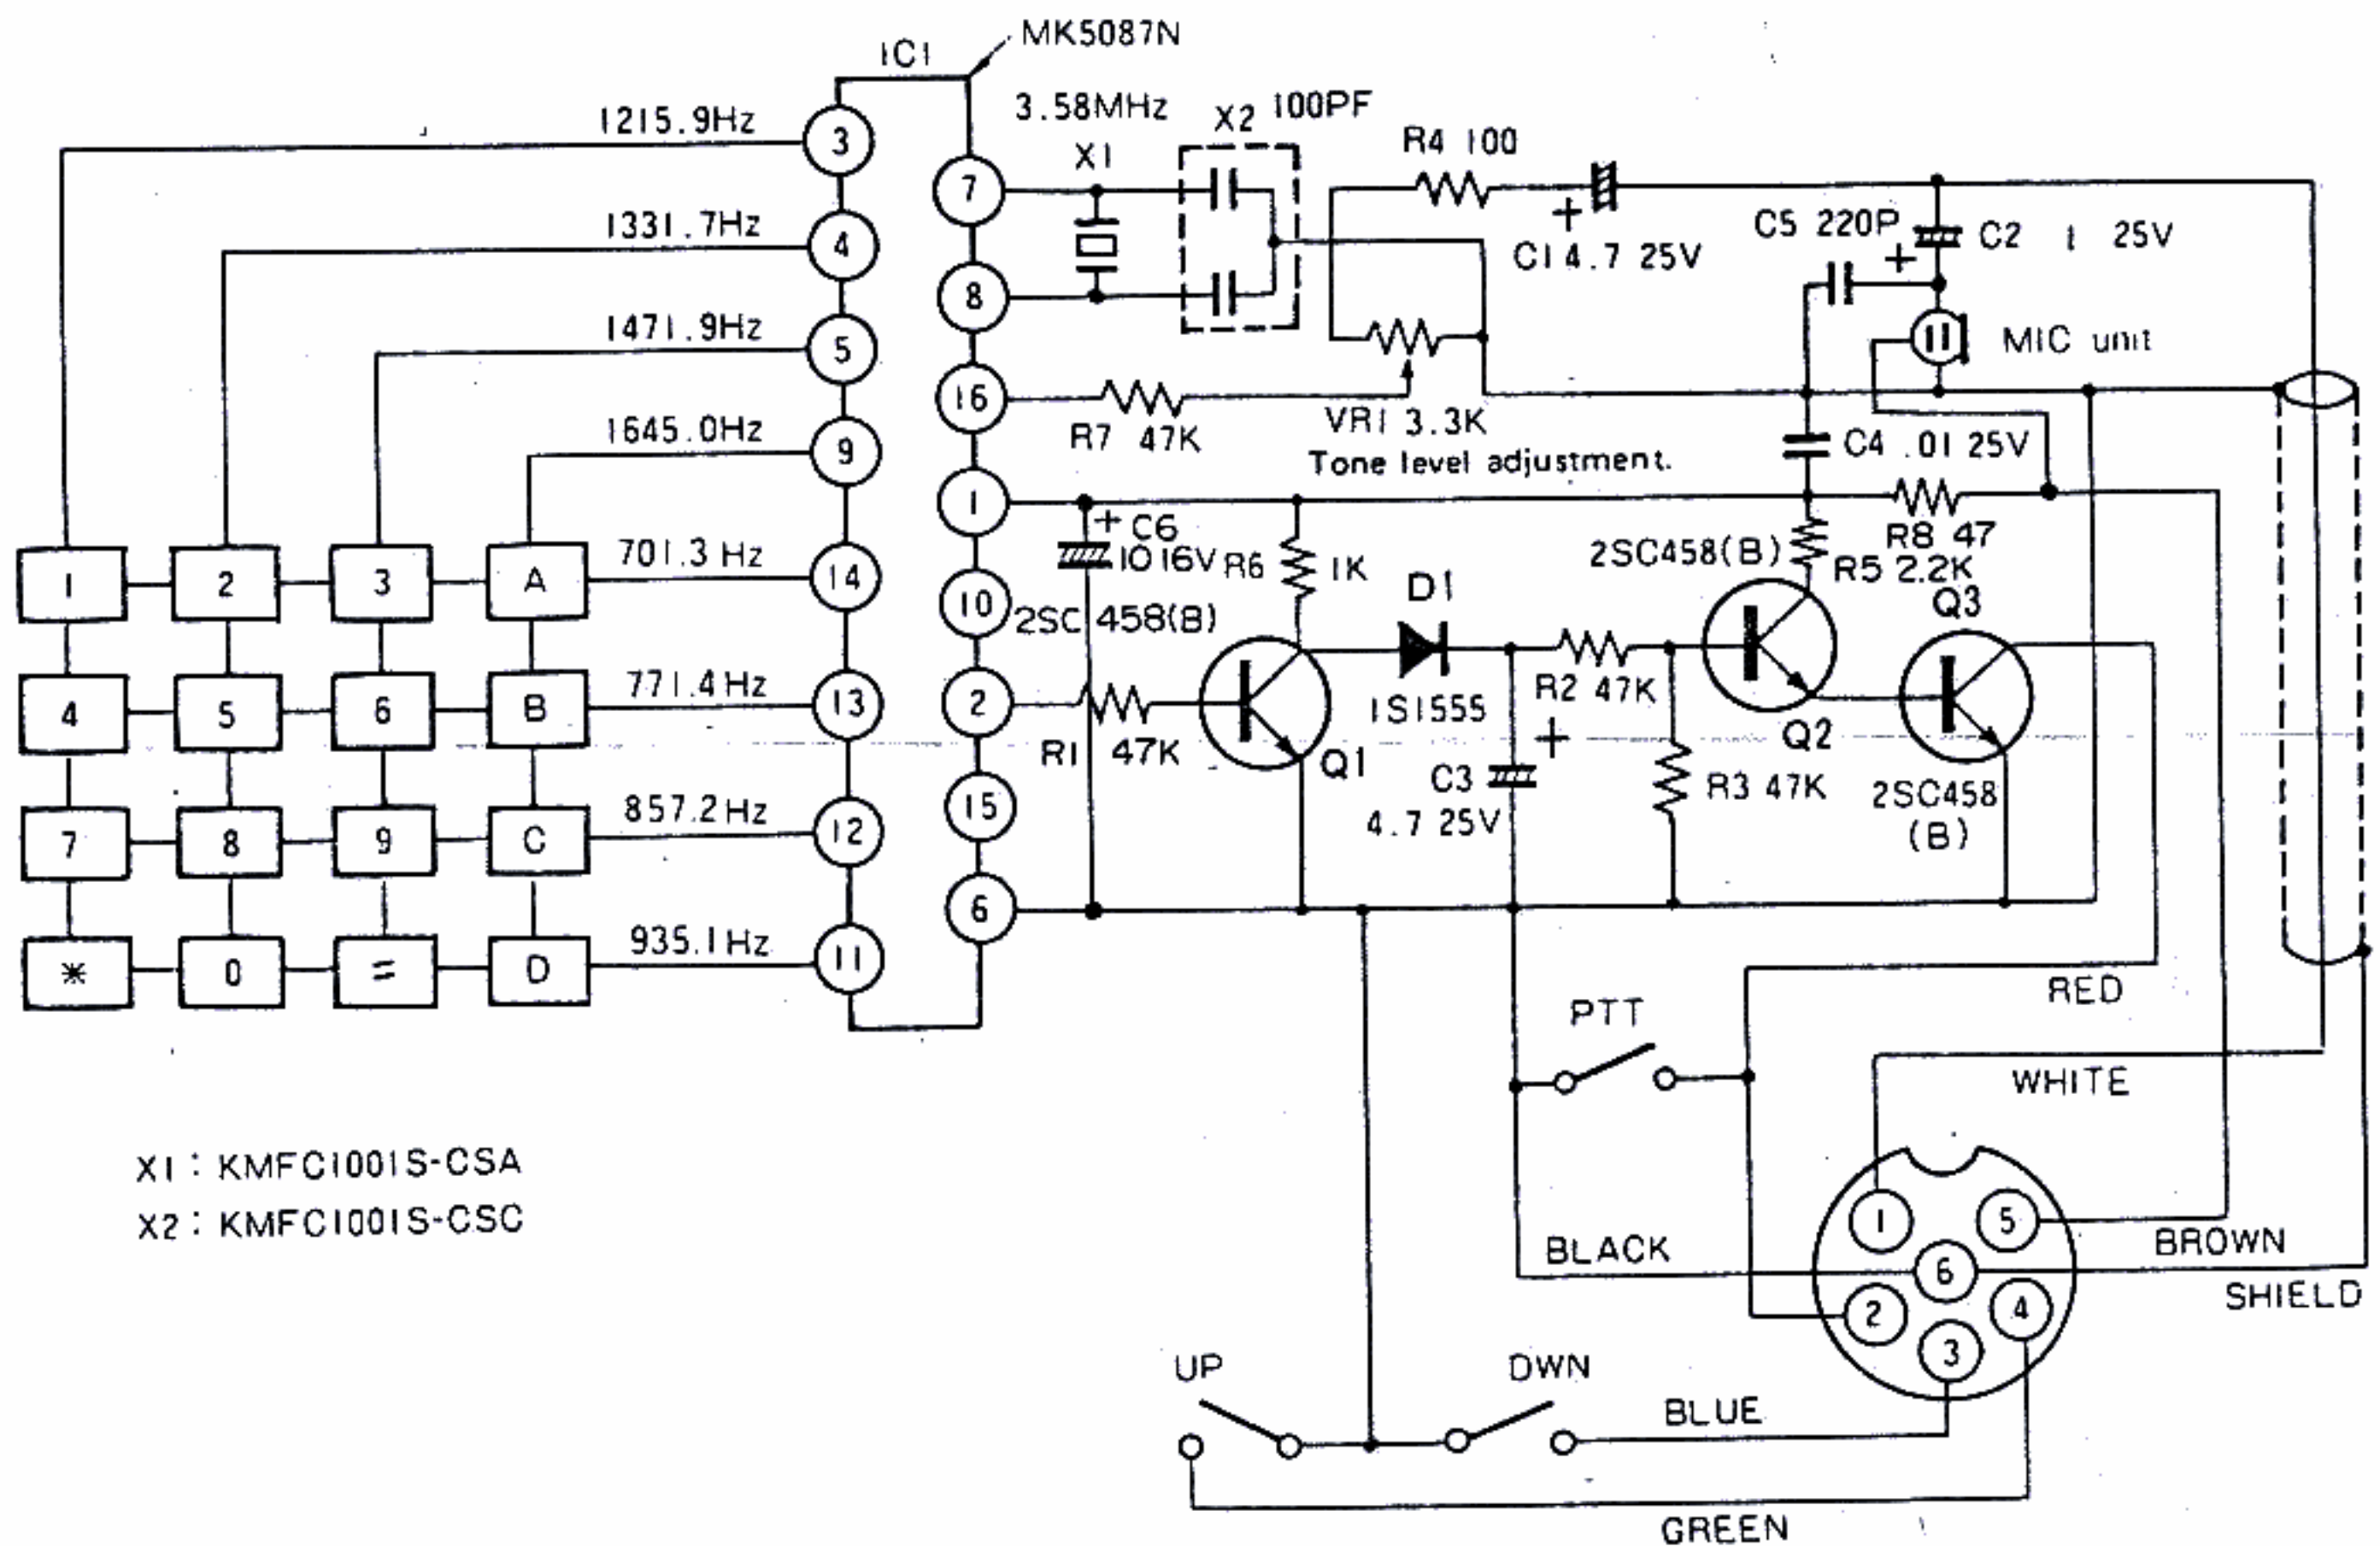 MK5087N
IC1
3.58MHz
X2 100PF
1215.9Hz
3
X1
R4 100
7
1331.7Hz
4
+
C1 4.7 25V
C5 220P
+
C2 1 25V
8
1471.9Hz
5
MIC unit
16
R7 47K
VR1 3.3K
Tone level adjustment.
1645.0Hz
9
C4 .01 25V
1
+ C6
10 16V
R6
1K
2SC458(B)
R8 47
R5 2.2K
701.3 Hz
14
1
2
3
A
10
2SC 458(B)
D1
Q3
771.4Hz
13
4
5
6
B
2
R1 47K
Q1
1S1555
R2 47K
+
Q2
C3
4.7 25V
R3 47K
2SC458
(B)
15
857.2Hz
12
7
8
9
C
6
935.1Hz
11
*
0
=
D
RED
PTT
WHITE
X1 : KMFC1001S-CSA
X2 : KMFC1001S-CSC
1
5
BLACK
6
BROWN
SHIELD
2
4
3
UP
DWN
BLUE
GREEN